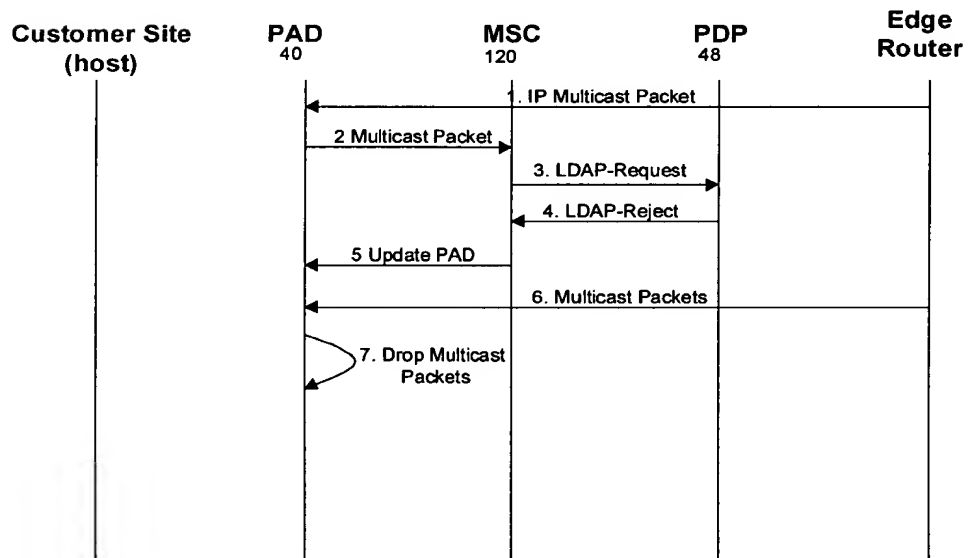 Customer Site
(host)
PAD
40
MSC
120
PDP
48
Edge
Router
1. IP Multicast Packet
2 Multicast Packet
3. LDAP-Request
4. LDAP-Reject
5 Update PAD
6. Multicast Packets
7. Drop Multicast
Packets